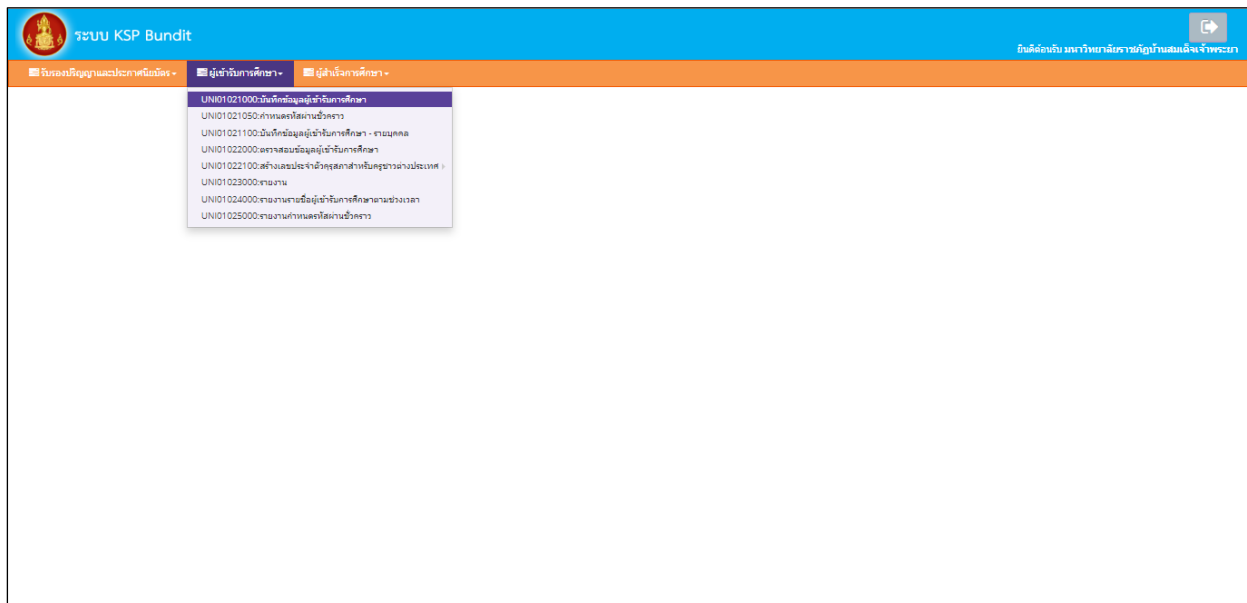 ระบบ KSP Bundit
ยินดีต้อนรับ มหาวิทยาลัยราชภัฏบ้านสมเด็จเจ้าพระยา
รับรองปริญญาและประกาศนียบัตร ผู้เข้ารับการศึกษา ผู้สำเร็จการศึกษา
UNI01021000:บันทึกข้อมูลผู้เข้ารับการศึกษา
UNI01021050:กำหนดรหัสผ่านชั่วคราว
UNI01021100:บันทึกข้อมูลผู้เข้ารับการศึกษา - รายบุคคล
UNI01022000:ตรวจสอบข้อมูลผู้เข้ารับการศึกษา
UNI01022100:สร้างเลขประจำตัวคุรุสภาสำหรับครูชาวต่างประเทศ
UNI01023000:รายงาน
UNI01024000:รายงานรายชื่อผู้เข้ารับการศึกษาตามช่วงเวลา
UNI01025000:รายงานกำหนดรหัสผ่านชั่วคราว